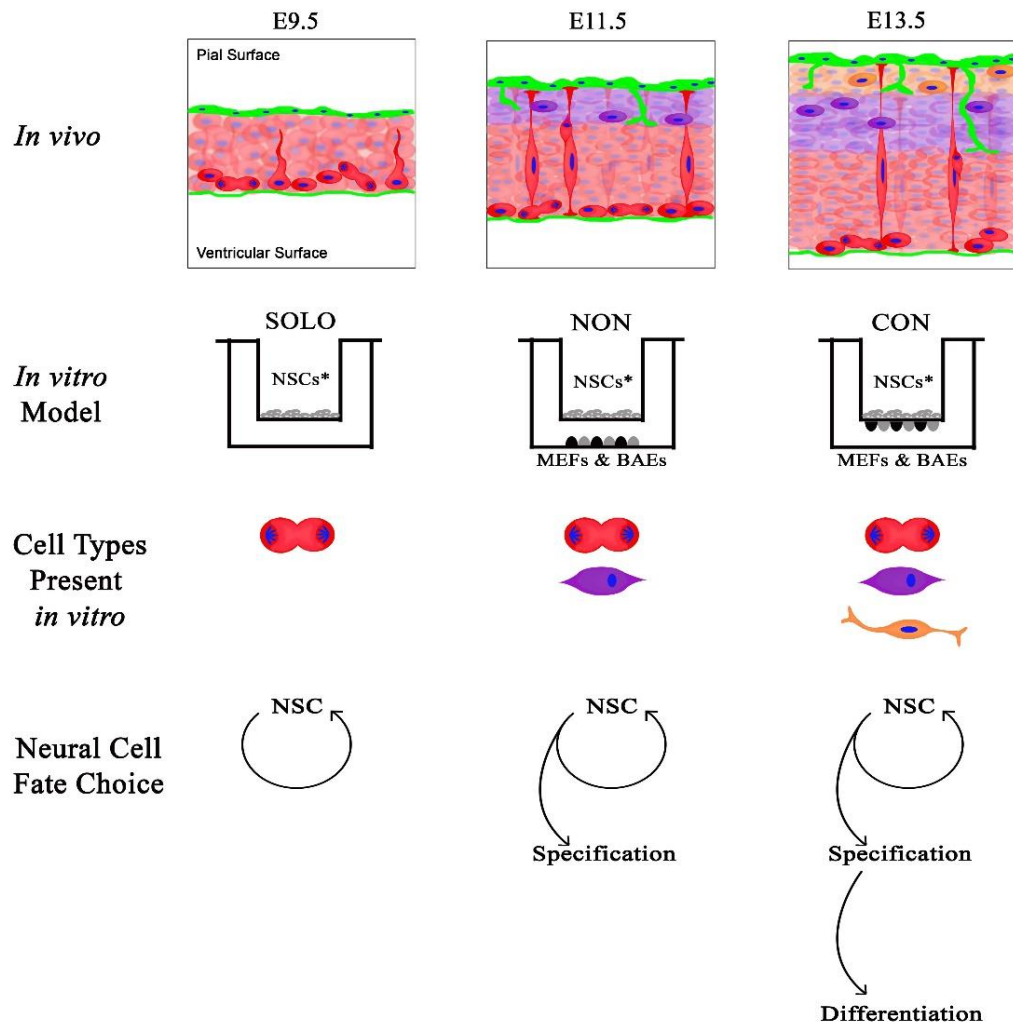 E9.5 E11.5 E13.5
Pial Surface
In vivo
Ventricular Surface
SOLO NON CON
In vitro
Model
NSCs* NSCs* NSCs*
MEFs & BAEs MEFs & BAEs
Cell Types
Present
in vitro
NSC NSC NSC
Neural Cell
Fate Choice
Specification Specification
Differentiation